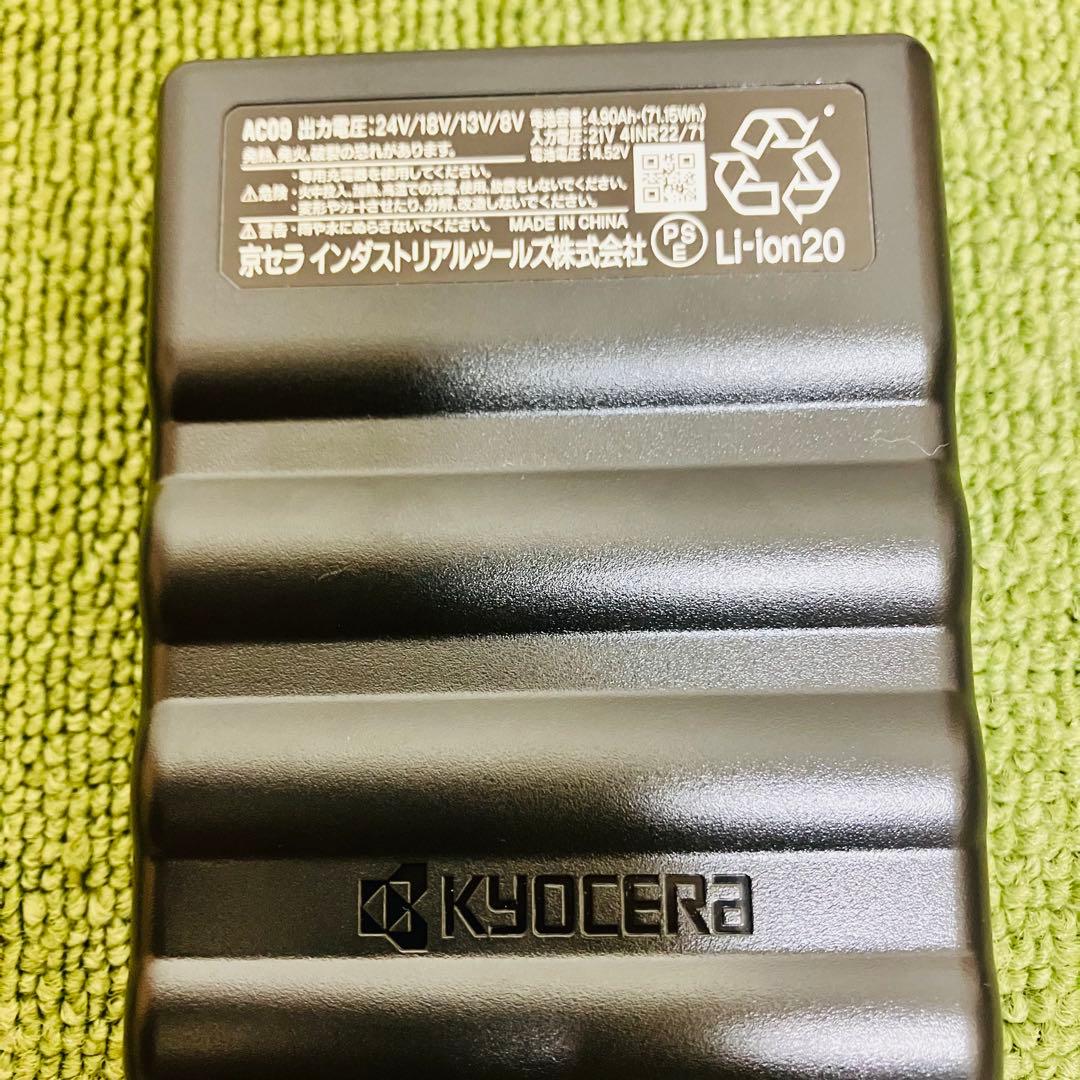 AC09 出力電圧:24V/18V/13V/8V
電池容量:4.90Ah・(71.15Wh)
入力電圧:21V 4INR22/71
電池電圧:14.52V
発熱、発火、破裂の恐れがあります。
⚠危険
・専用充電器を使用してください。
・火中投入、加熱、高温での充電、使用、放置をしないでください。
・変形やショートさせたり、分解、改造しないでください。
⚠警告・雨や水にぬらさないでください。 MADE IN CHINA
京セラ インダストリアルツールズ株式会社
PSE
Li-ion20
KYOCERA